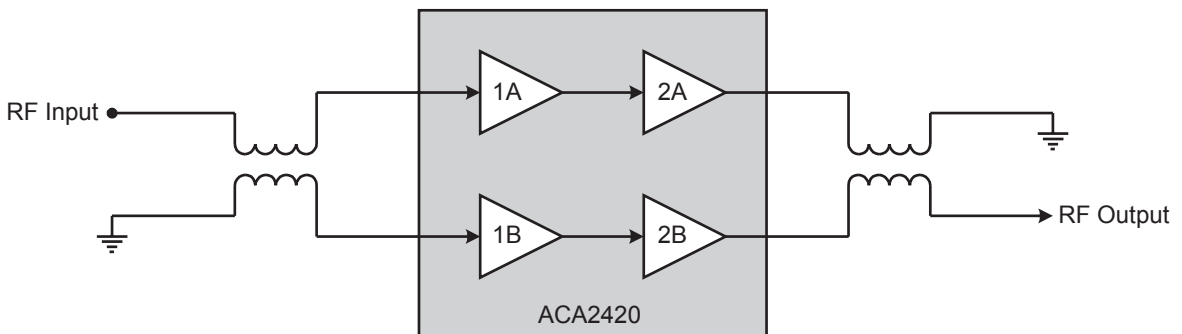 1A
2A
RF Input
1B
2B
RF Output
ACA2420